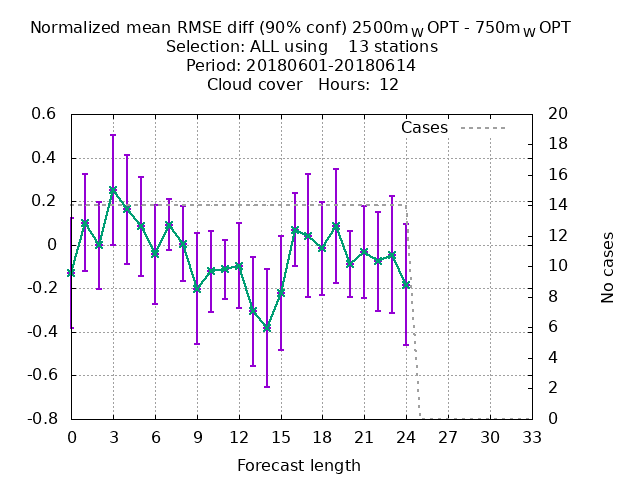 Normalized mean RMSE diff (90% conf) 2500m W OPT - 750m W OPT
Selection: ALL using 13 stations
Period: 20180601-20180614
Cloud cover Hours: 12
Cases
0.6
0.4
0.2
0
-0.2
-0.4
-0.6
-0.8
20
18
16
14
12
10
8
6
4
2
0
No cases
0 3 6 9 12 15 18 21 24 27 30 33
Forecast length